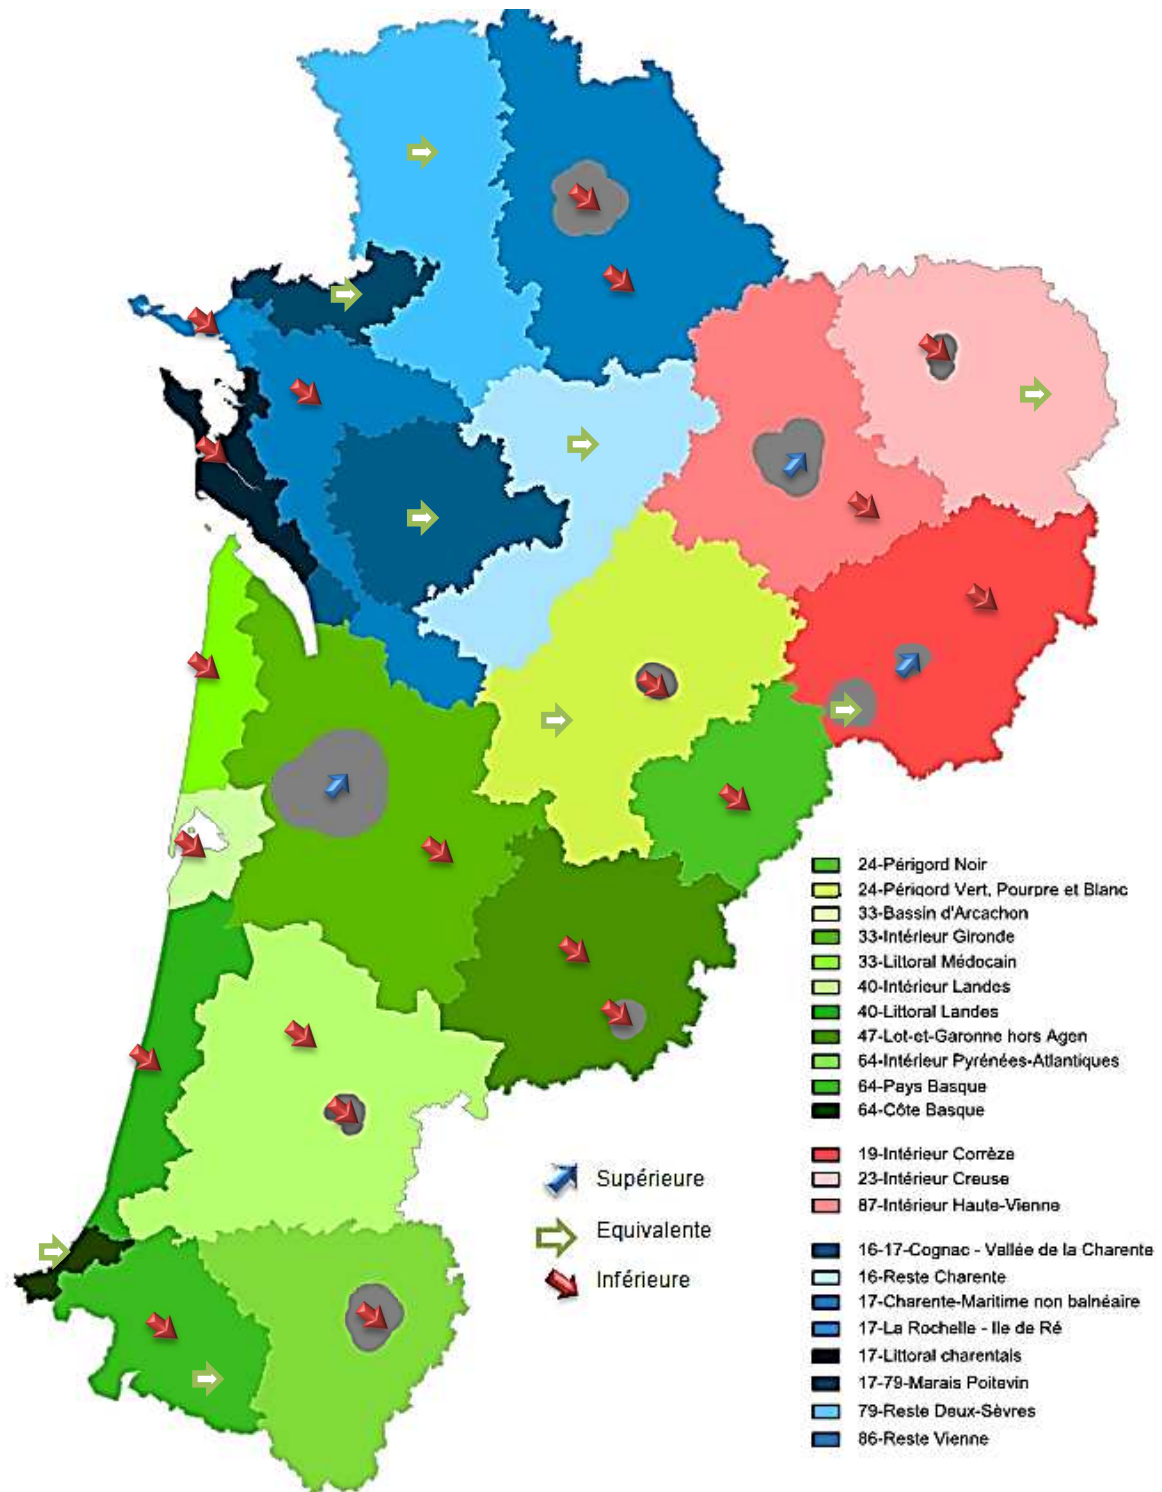 24-Périgord Noir
24-Périgord Vert, Pourpre et Blanc
33-Bassin d'Arcachon
33-Intérieur Gironde
33-Littoral Médocain
40-Intérieur Landes
40-Littoral Landes
47-Lot-et-Garonne hors Agen
64-Intérieur Pyrénées-Atlantiques
64-Pays Basque
64-Côte Basque
19-Intérieur Corrèze
23-Intérieur Creuse
87-Intérieur Haute-Vienne
16-17-Cognac - Vallée de la Charente
16-Reste Charente
17-Charente-Maritime non balnéaire
17-La Rochelle - Ile de Ré
17-Littoral charentais
17-79-Marais Poitevin
79-Reste Deux-Sèvres
86-Reste Vienne
Supérieure
Equivalente
Inférieure